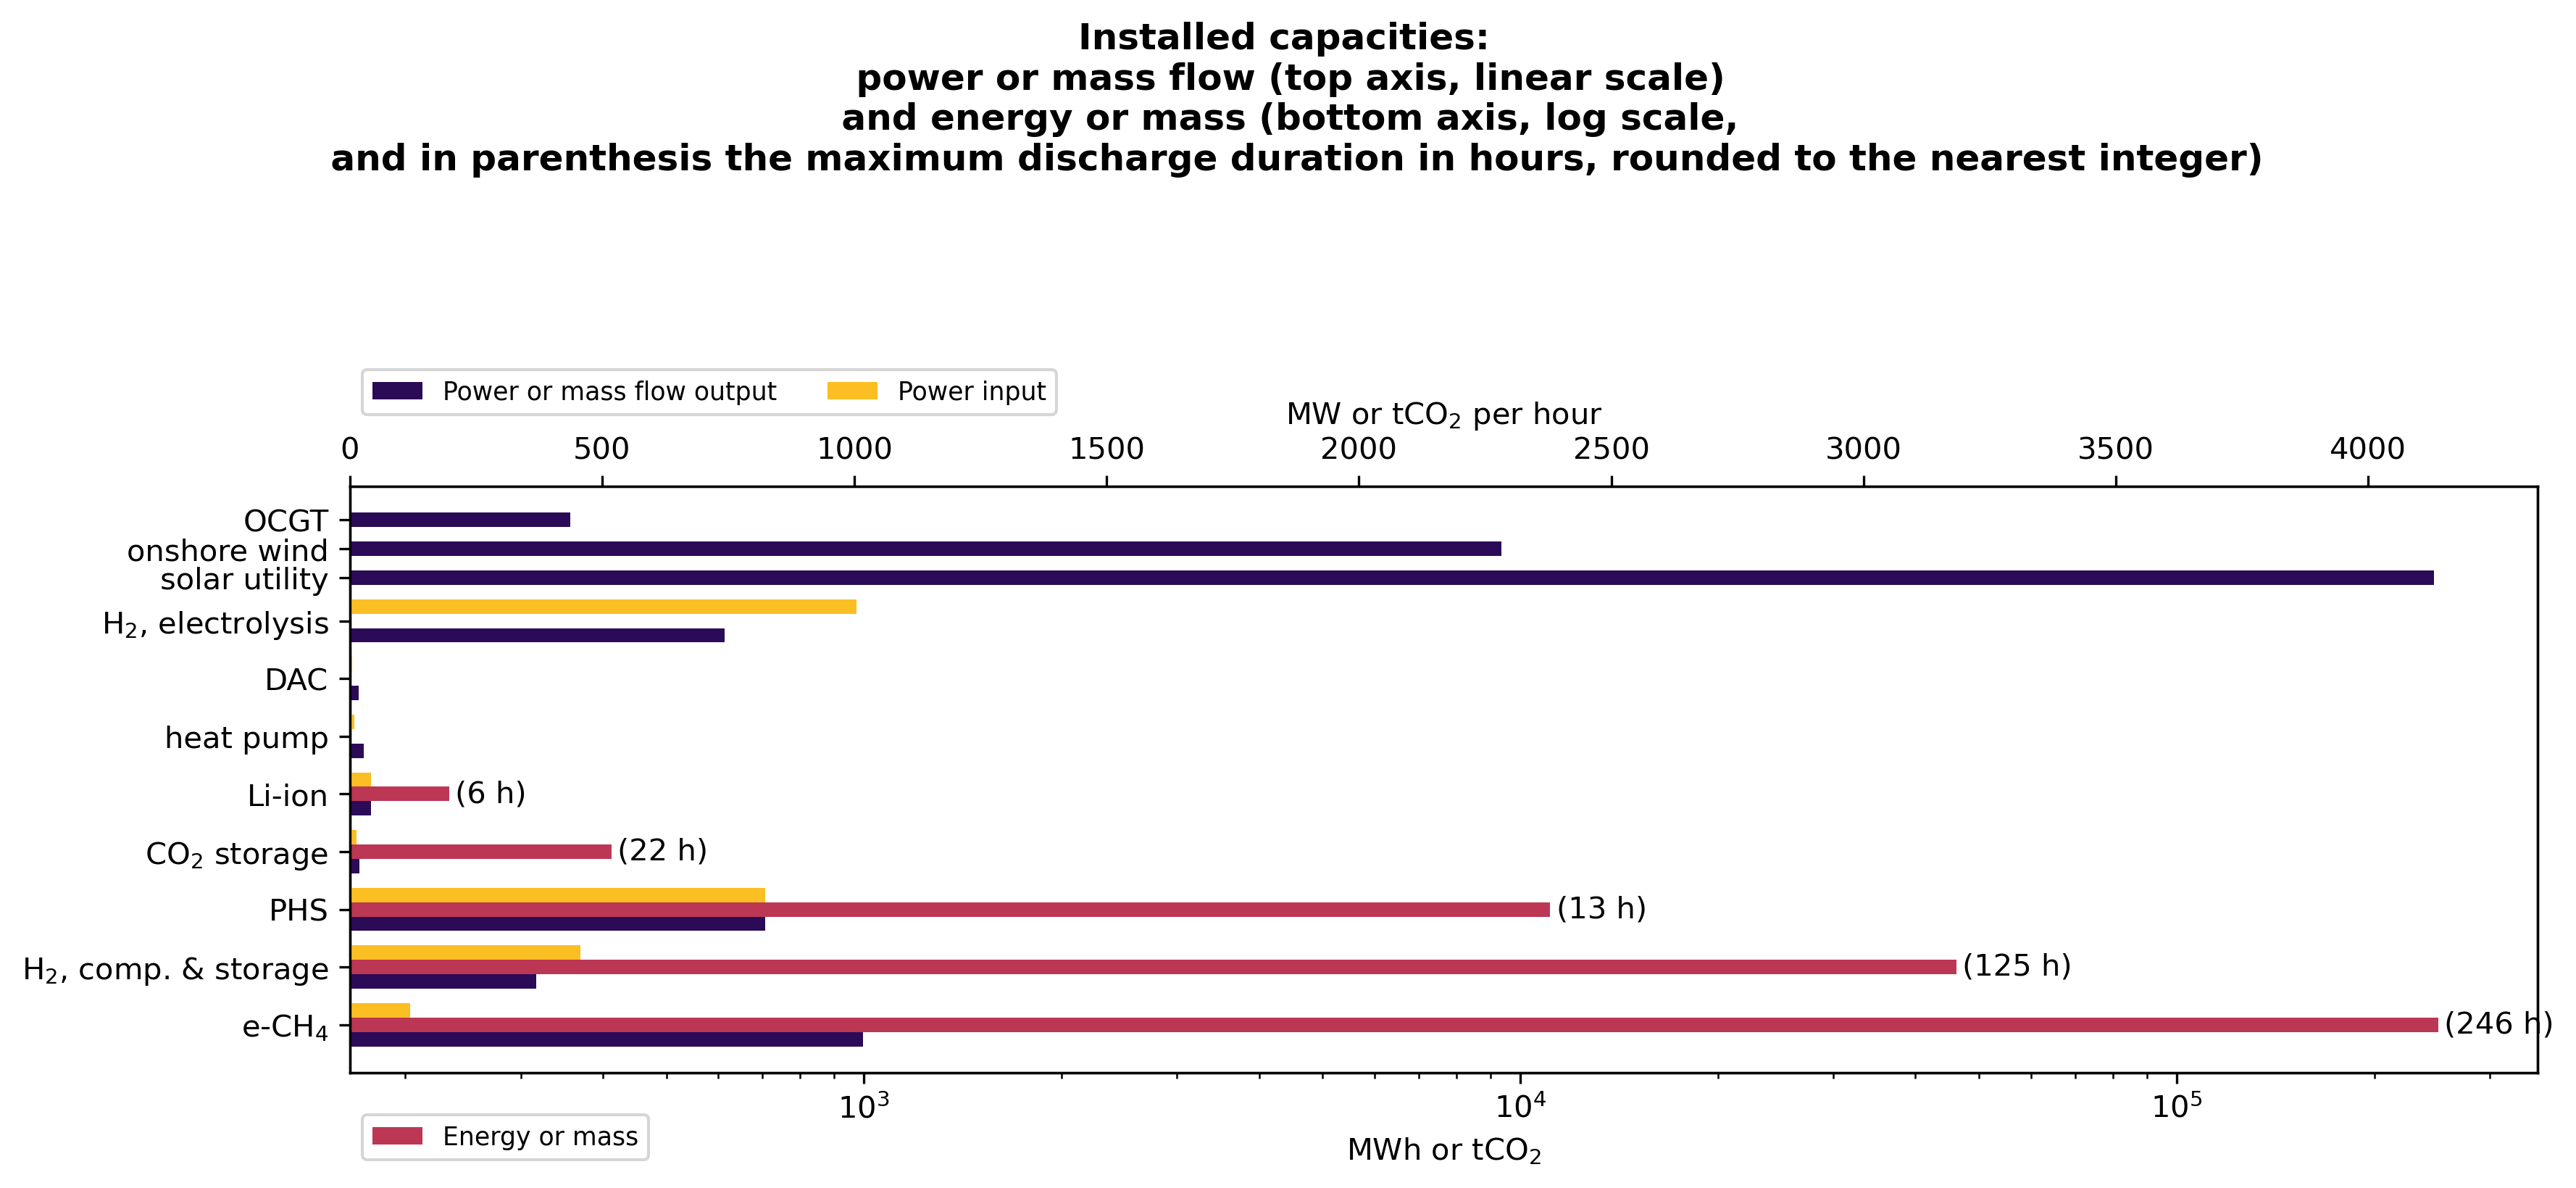 Installed capacities:
power or mass flow (top axis, linear scale)
and energy or mass (bottom axis, log scale,
and in parenthesis the maximum discharge duration in hours, rounded to the nearest integer)
Power or mass flow output Power input
MW or tCO₂ per hour
0 500 1000 1500 2000 2500 3000 3500 4000
OCGT
onshore wind
solar utility
H₂, electrolysis
DAC
heat pump
Li-ion (6 h)
CO₂ storage (22 h)
PHS (13 h)
H₂, comp. & storage (125 h)
e-CH₄ (246 h)
10³ 10⁴ 10⁵
Energy or mass
MWh or tCO₂